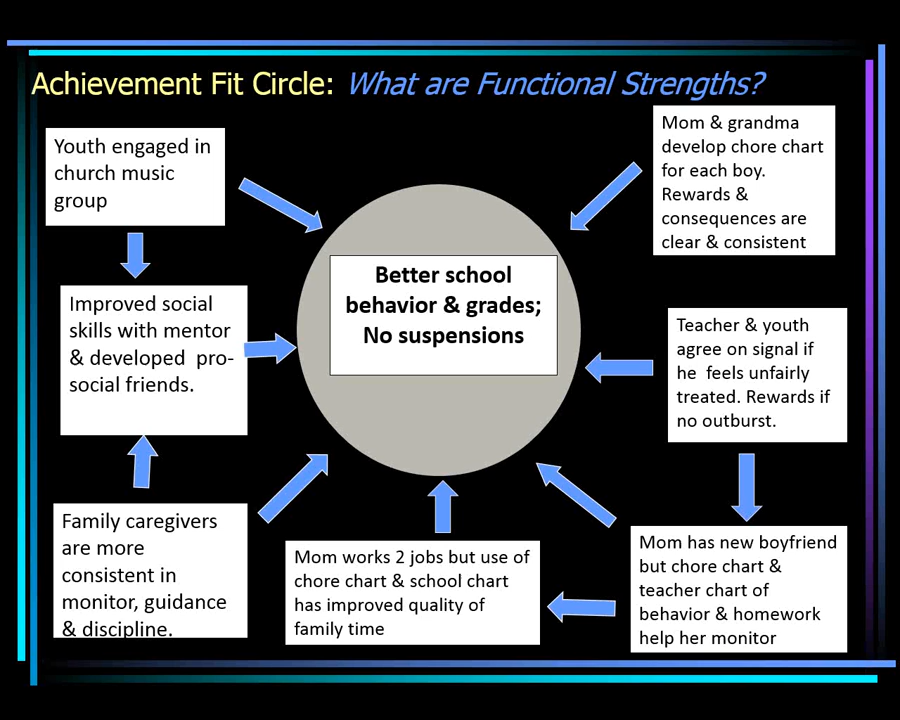 Achievement Fit Circle: What are Functional Strengths?
Youth engaged in
church music
group
Mom & grandma
develop chore chart
for each boy.
Rewards &
consequences are
clear & consistent
Better school
behavior & grades;
No suspensions
Improved social
skills with mentor
& developed pro-
social friends.
Teacher & youth
agree on signal if
he feels unfairly
treated. Rewards if
no outburst.
Family caregivers
are more
consistent in
monitor, guidance
& discipline.
Mom works 2 jobs but use of
chore chart & school chart
has improved quality of
family time
Mom has new boyfriend
but chore chart &
teacher chart of
behavior & homework
help her monitor